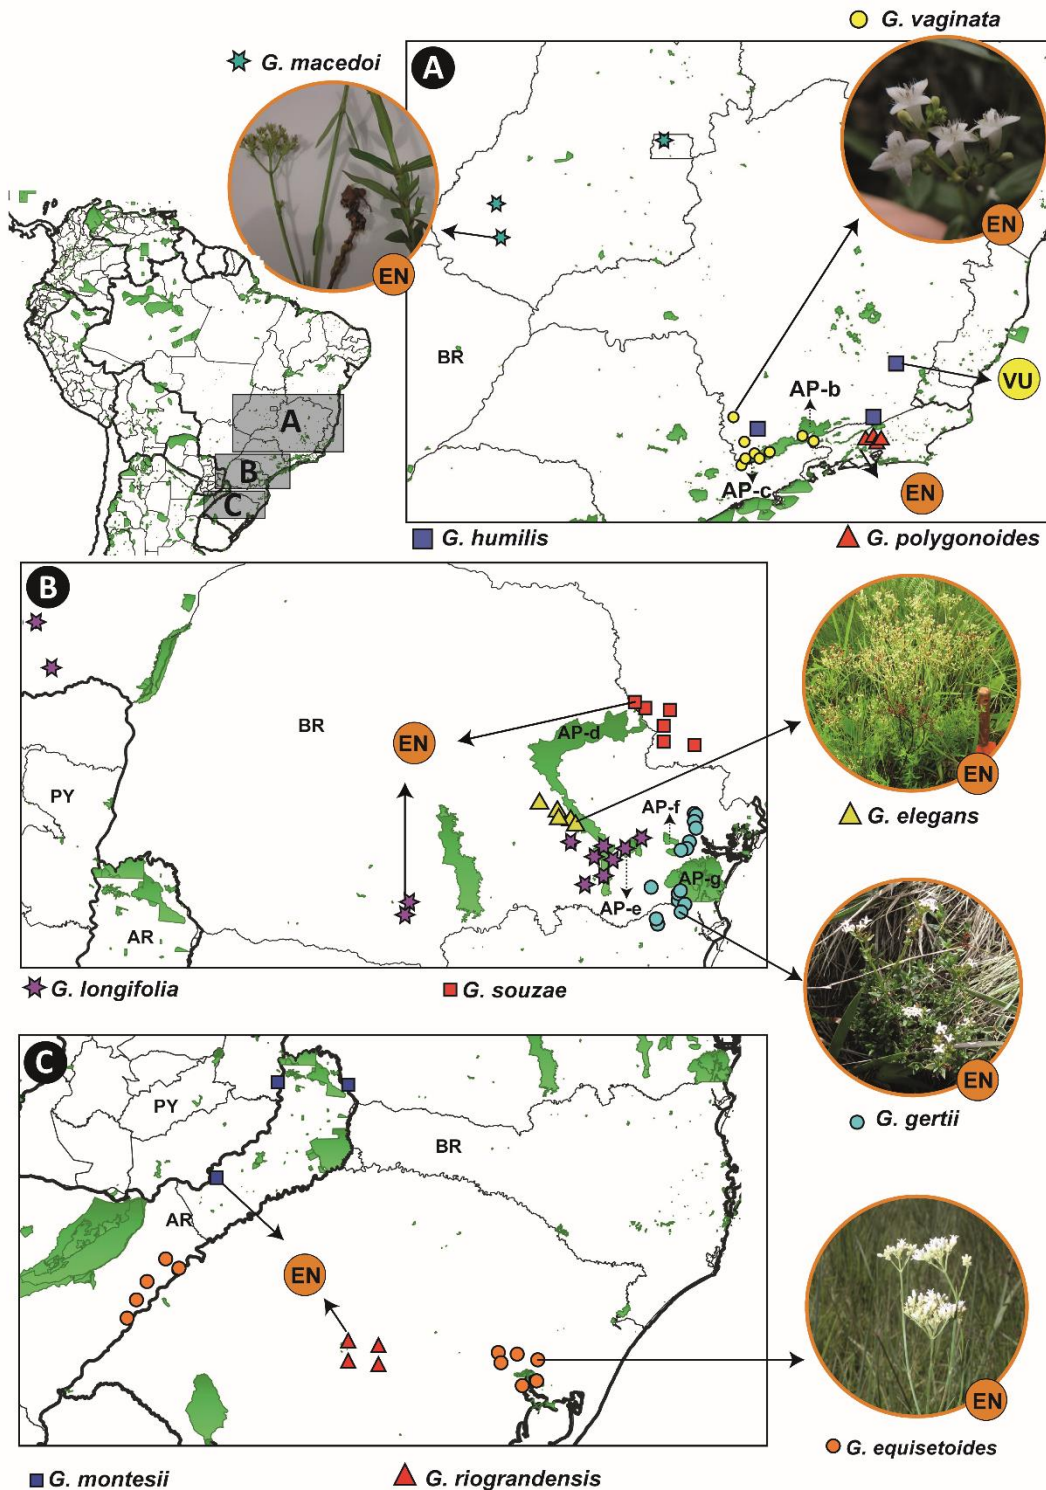 G. vaginata
G. macedoi
A
EN
EN
BR
VU
AP-b
AP-c
EN
A
B
C
G. humilis
G. polygonoides
B
BR
EN
AP-d
PY
AP-f
EN
G. elegans
AP-g
AP-e
AR
G. longifolia
G. souzae
EN
G. gertii
C
PY
BR
AR
EN
EN
G. equisetoides
G. montesii
G. riograndensis